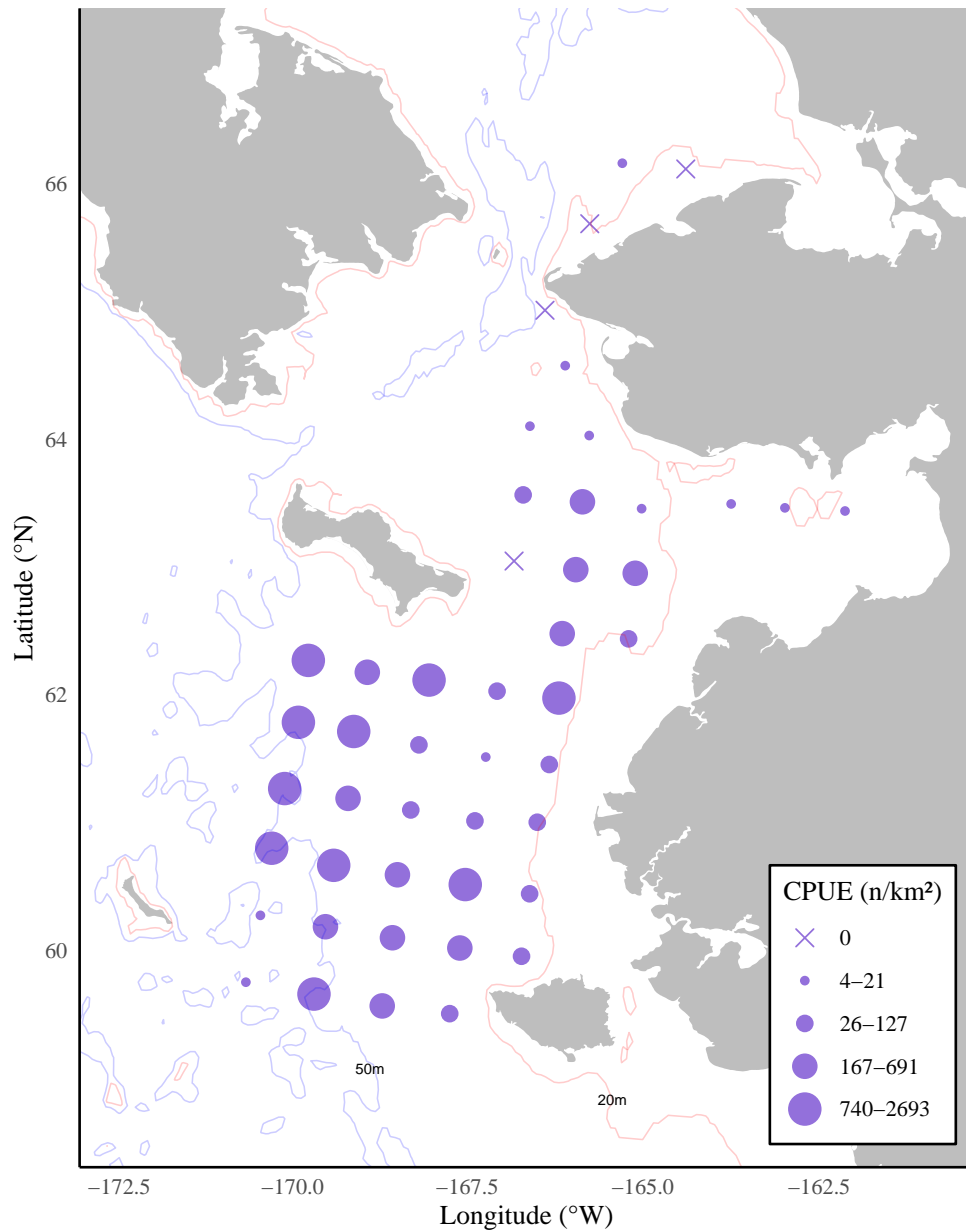 66
64
62
60
Latitude (°N)
50m
20m
CPUE (n/km²)
0
4–21
26–127
167–691
740–2693
−172.5
−170.0
−167.5
−165.0
−162.5
Longitude (°W)